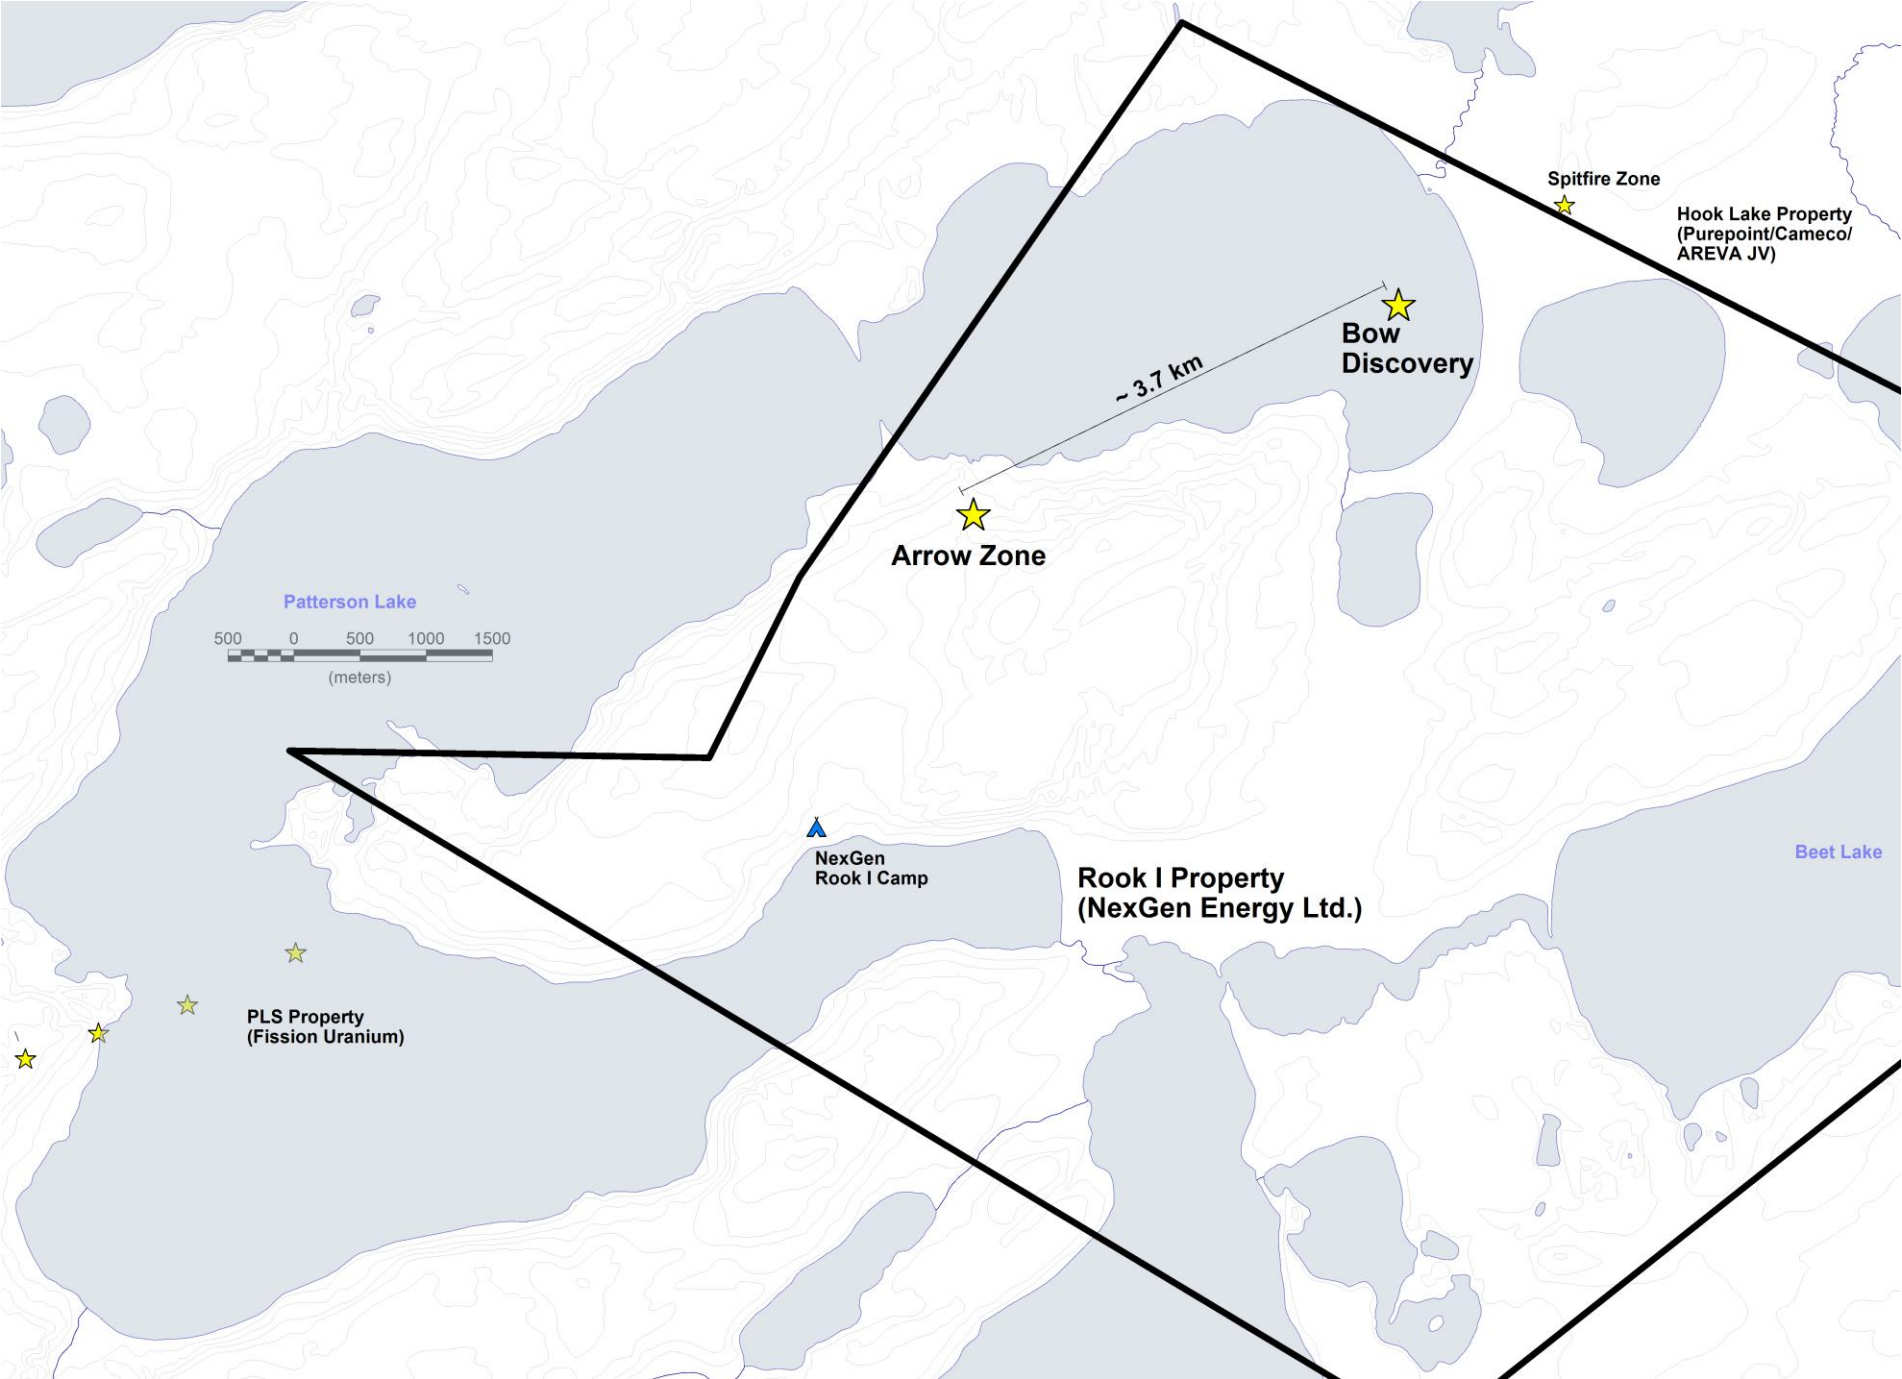 Spitfire Zone
Hook Lake Property
(Purepoint/Cameco/
AREVA JV)
Bow
Discovery
~ 3.7 km
Arrow Zone
Patterson Lake
500 0 500 1000 1500
(meters)
NexGen
Rook I Camp
Beet Lake
Rook I Property
(NexGen Energy Ltd.)
PLS Property
(Fission Uranium)